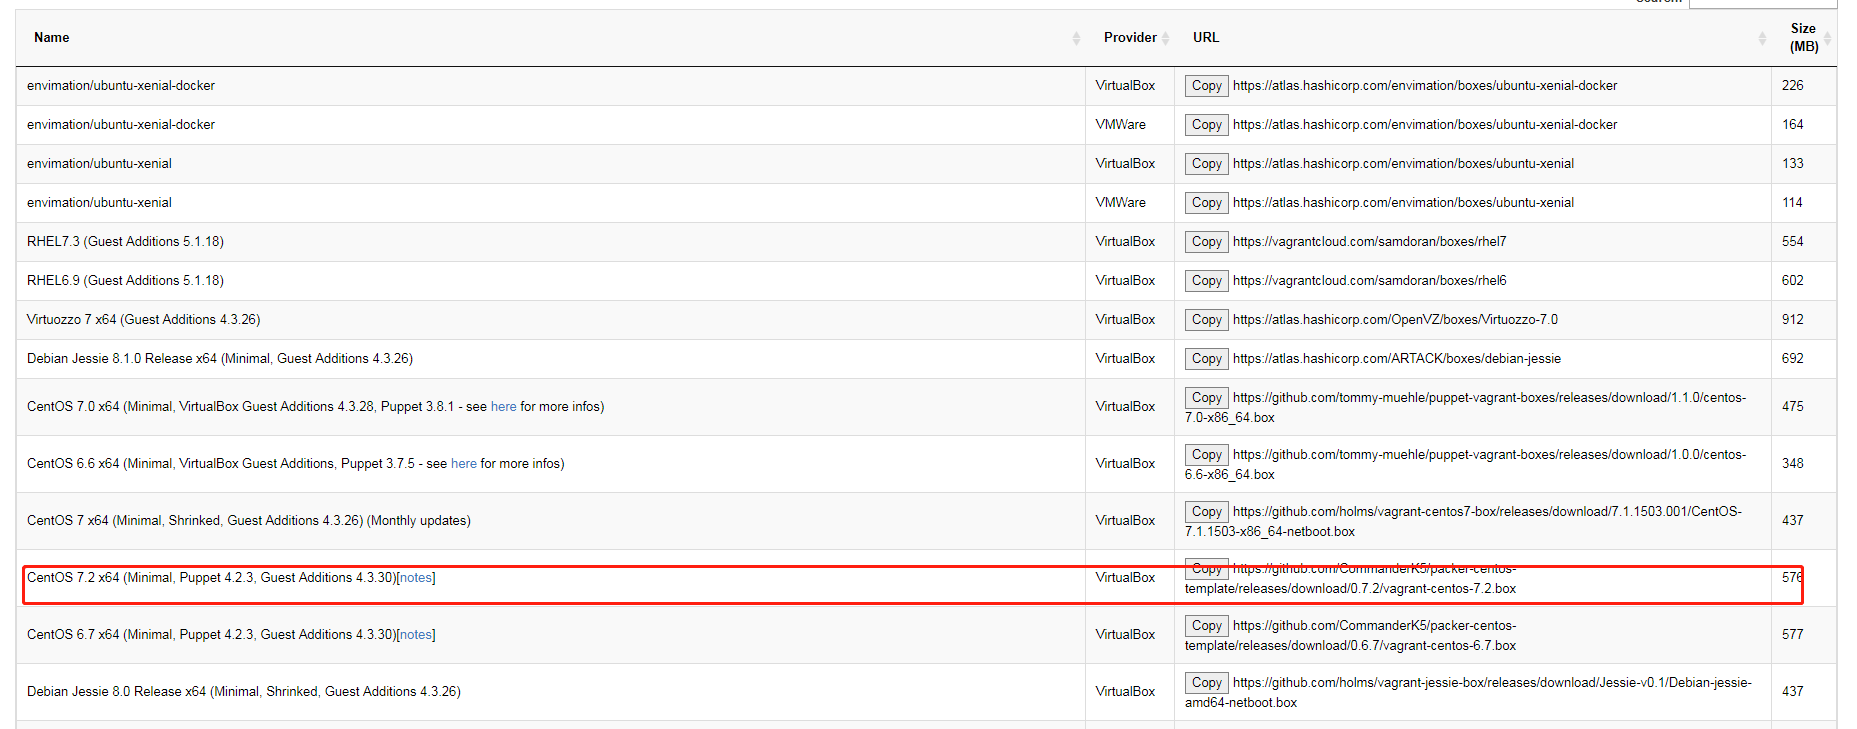 Search:
Name Provider URL Size (MB)
envimation/ubuntu-xenial-docker VirtualBox Copy https://atlas.hashicorp.com/envimation/boxes/ubuntu-xenial-docker 226
envimation/ubuntu-xenial-docker VMWare Copy https://atlas.hashicorp.com/envimation/boxes/ubuntu-xenial-docker 164
envimation/ubuntu-xenial VirtualBox Copy https://atlas.hashicorp.com/envimation/boxes/ubuntu-xenial 133
envimation/ubuntu-xenial VMWare Copy https://atlas.hashicorp.com/envimation/boxes/ubuntu-xenial 114
RHEL7.3 (Guest Additions 5.1.18) VirtualBox Copy https://vagrantcloud.com/samdoran/boxes/rhel7 554
RHEL6.9 (Guest Additions 5.1.18) VirtualBox Copy https://vagrantcloud.com/samdoran/boxes/rhel6 602
Virtuozzo 7 x64 (Guest Additions 4.3.26) VirtualBox Copy https://atlas.hashicorp.com/OpenVZ/boxes/Virtuozzo-7.0 912
Debian Jessie 8.1.0 Release x64 (Minimal, Guest Additions 4.3.26) VirtualBox Copy https://atlas.hashicorp.com/ARTACK/boxes/debian-jessie 692
CentOS 7.0 x64 (Minimal, VirtualBox Guest Additions 4.3.28, Puppet 3.8.1 - see here for more infos) VirtualBox Copy https://github.com/tommy-muehle/puppet-vagrant-boxes/releases/download/1.1.0/centos-
7.0-x86_64.box 475
CentOS 6.6 x64 (Minimal, VirtualBox Guest Additions, Puppet 3.7.5 - see here for more infos) VirtualBox Copy https://github.com/tommy-muehle/puppet-vagrant-boxes/releases/download/1.0.0/centos-
6.6-x86_64.box 348
CentOS 7 x64 (Minimal, Shrinked, Guest Additions 4.3.26) (Monthly updates) VirtualBox Copy https://github.com/holms/vagrant-centos7-box/releases/download/7.1.1503.001/CentOS-
7.1.1503-x86_64-netboot.box 437
CentOS 7.2 x64 (Minimal, Puppet 4.2.3, Guest Additions 4.3.30)[notes] VirtualBox Copy https://github.com/CommanderK5/packer-centos-
template/releases/download/0.7.2/vagrant-centos-7.2.box 576
CentOS 6.7 x64 (Minimal, Puppet 4.2.3, Guest Additions 4.3.30)[notes] VirtualBox Copy https://github.com/CommanderK5/packer-centos-
template/releases/download/0.6.7/vagrant-centos-6.7.box 577
Debian Jessie 8.0 Release x64 (Minimal, Shrinked, Guest Additions 4.3.26) VirtualBox Copy https://github.com/holms/vagrant-jessie-box/releases/download/Jessie-v0.1/Debian-jessie-
amd64-netboot.box 437